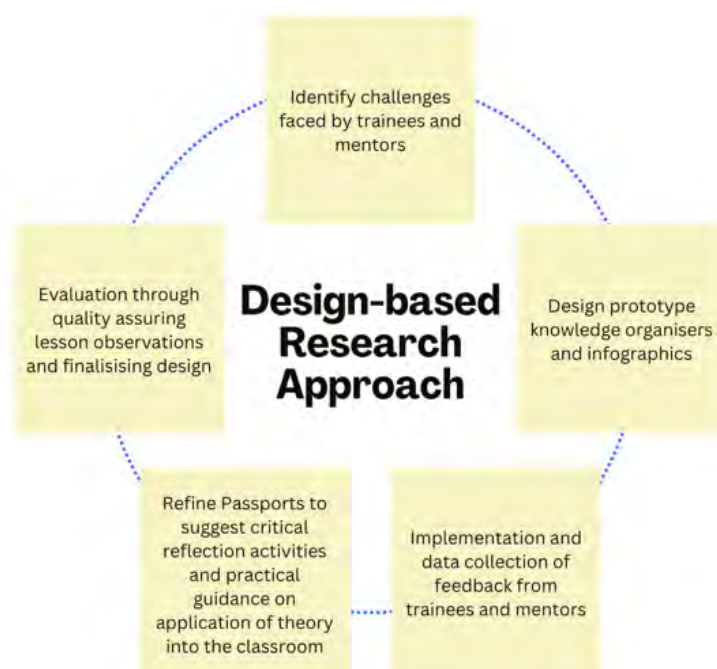 Identify challenges
faced by trainees and
mentors
Design-based
Research
Approach
Design prototype
knowledge organisers
and infographics
Implementation and
data collection of
feedback from
trainees and mentors
Refine Passports to
suggest critical
reflection activities
and practical
guidance on
application of theory
into the classroom
Evaluation through
quality assuring
lesson observations
and finalisising design